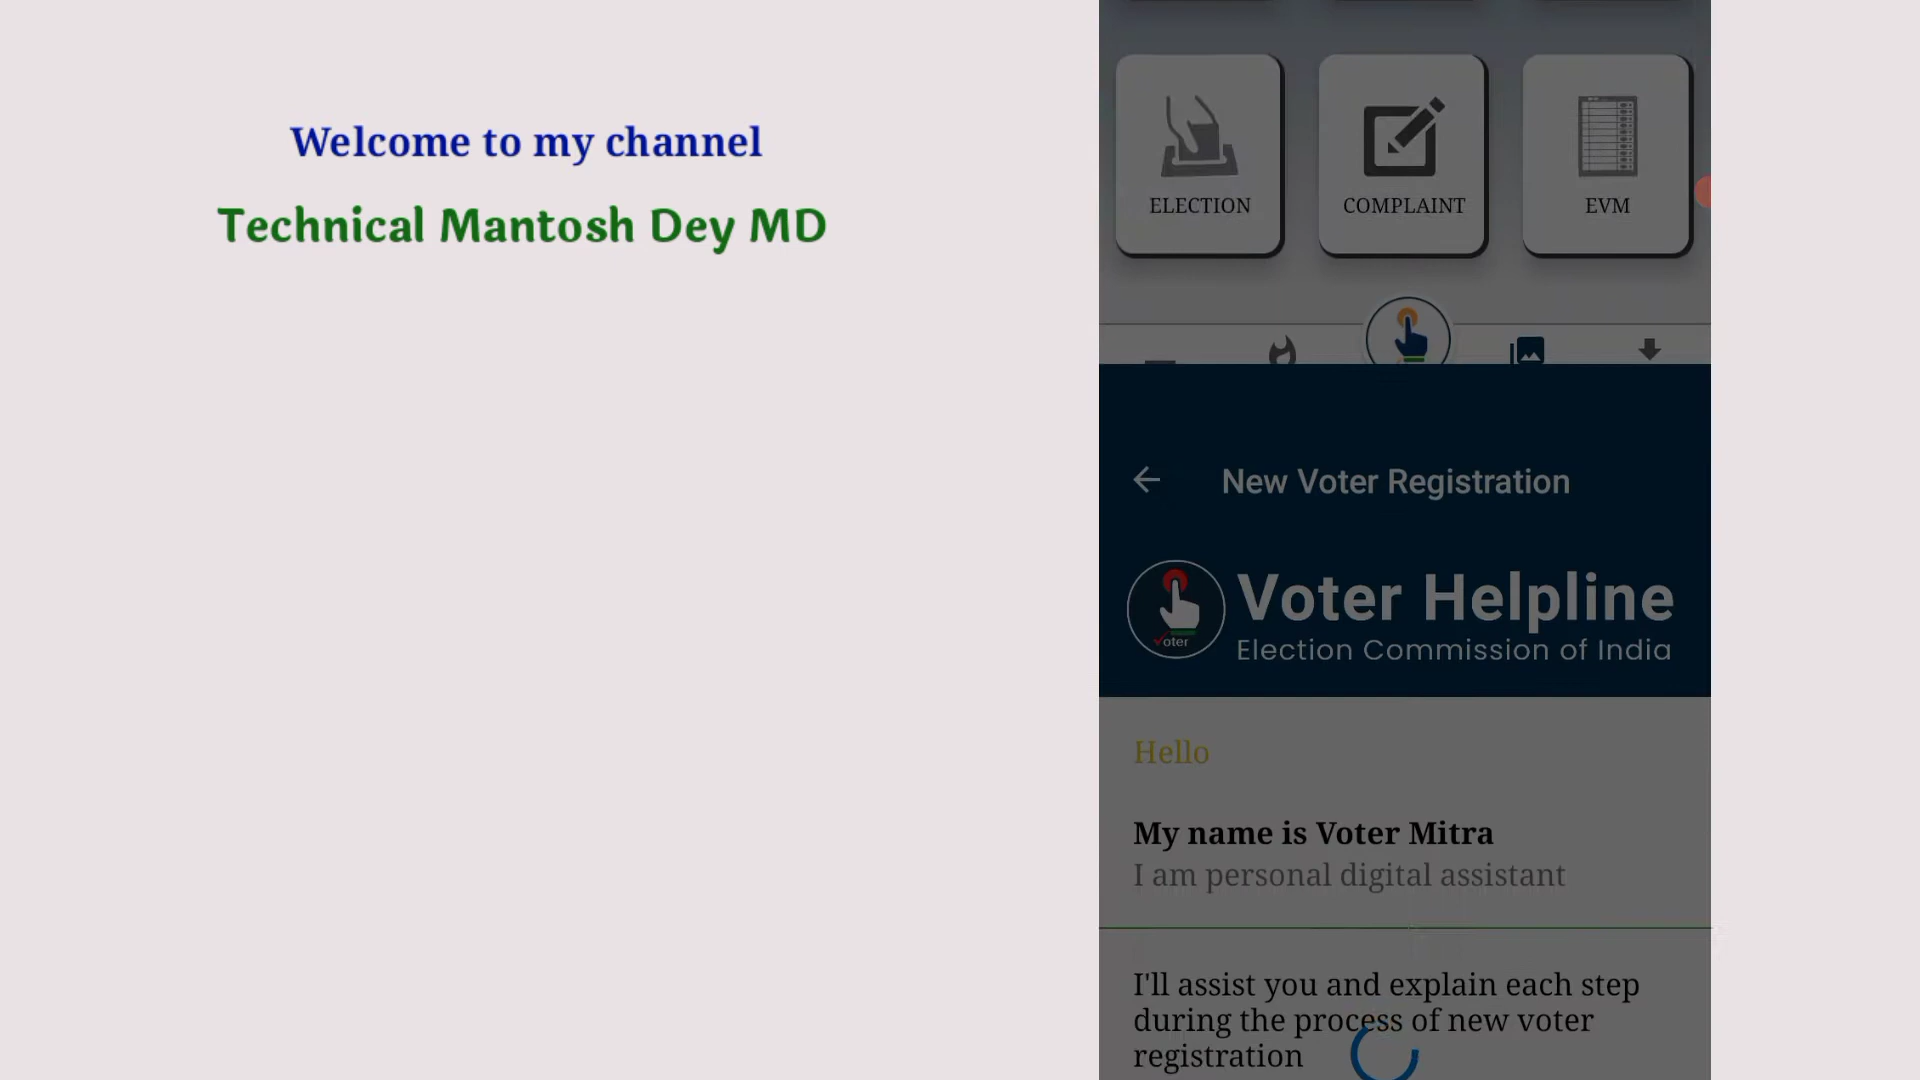 Welcome to my channel
Technical Mantosh Dey MD
ELECTION
COMPLAINT
EVM
New Voter Registration
oter
Voter Helpline
Election Commission of India
Hello
My name is Voter Mitra
I am personal digital assistant
I'll assist you and explain each step
during the process of new voter
registration